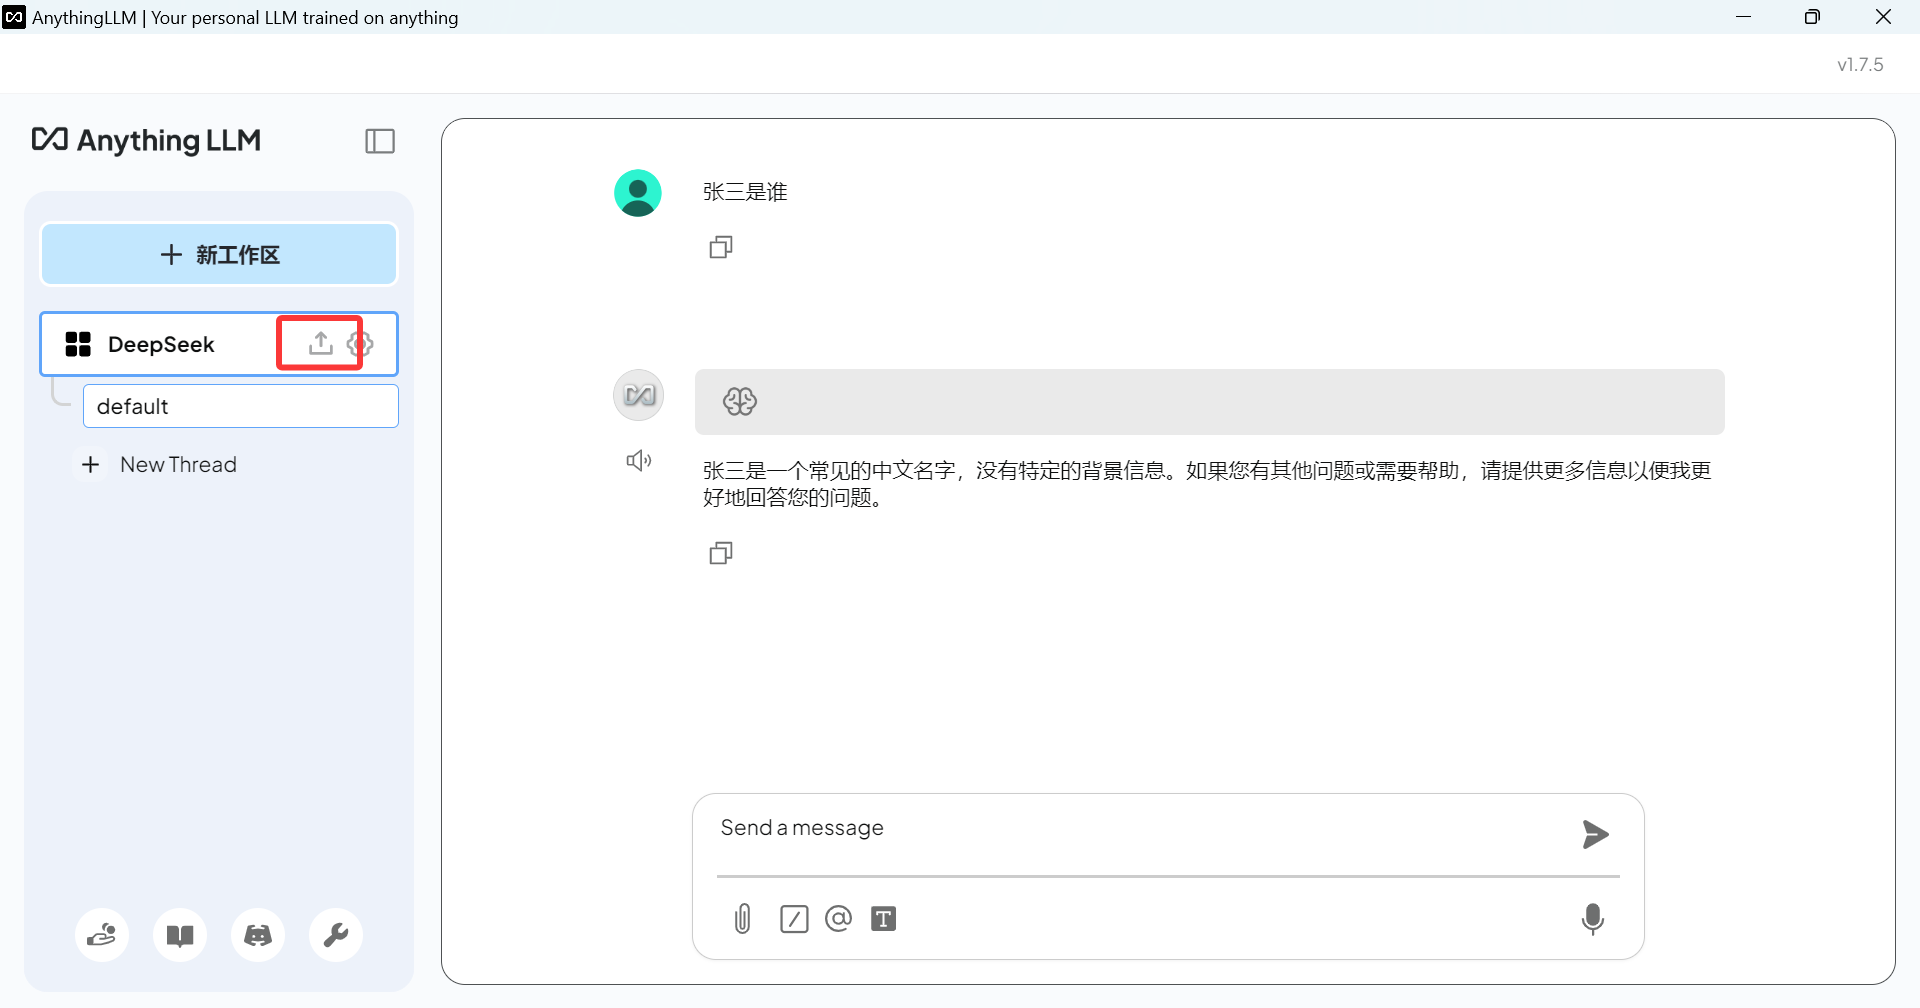 AnythingLLM | Your personal LLM trained on anything
v1.7.5
Anything LLM
新工作区
DeepSeek
default
New Thread
张三是谁
张三是一个常见的中文名字，没有特定的背景信息。如果您有其他问题或需要帮助，请提供更多信息以便我更
好地回答您的问题。
Send a message